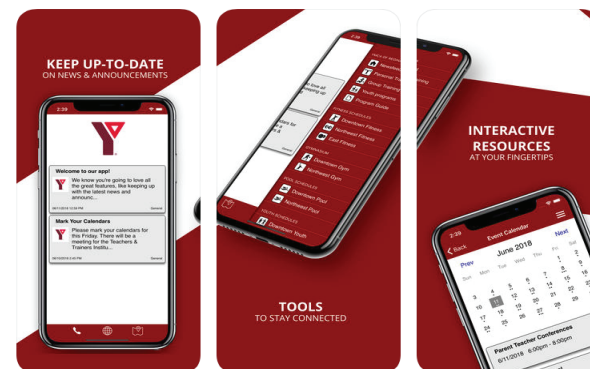 KEEP UP-TO-DATE
ON NEWS & ANNOUNCEMENTS
2:39
Welcome to our app!
We know you're going to love all
the great features, like keeping up
with the latest news and
announc...
General
Mark Your Calendars
Please mark your calendars for
this Friday. There will be a
meeting for the Teachers &
Trainers Institu...
General
2:39
Personal Training
Group Training
Youth programs
Program Guide
FITNESS SCHEDULES
Downtown Fitness
Northwest Fitness
East Fitness
GYMNASIUM
Downtown Gym
Northwest Gym
POOL SCHEDULES
Downtown Pool
Northwest Pool
YOUTH SCHEDULES
Downtown Youth
TOOLS
TO STAY CONNECTED
INTERACTIVE
RESOURCES
AT YOUR FINGERTIPS
2:39
Back
Event Calendar
Prev
June 2018
Next
Sun Mon Tue Wed Thu Fri Sat
1 2
3 4 5 6 7 8 9
10 11 12 13 14 15 16
17 18 19 20 21 22 23
24 25 26 27 28 29
Parent Teacher Conferences
6/11/2018 6:00pm - 8:00pm